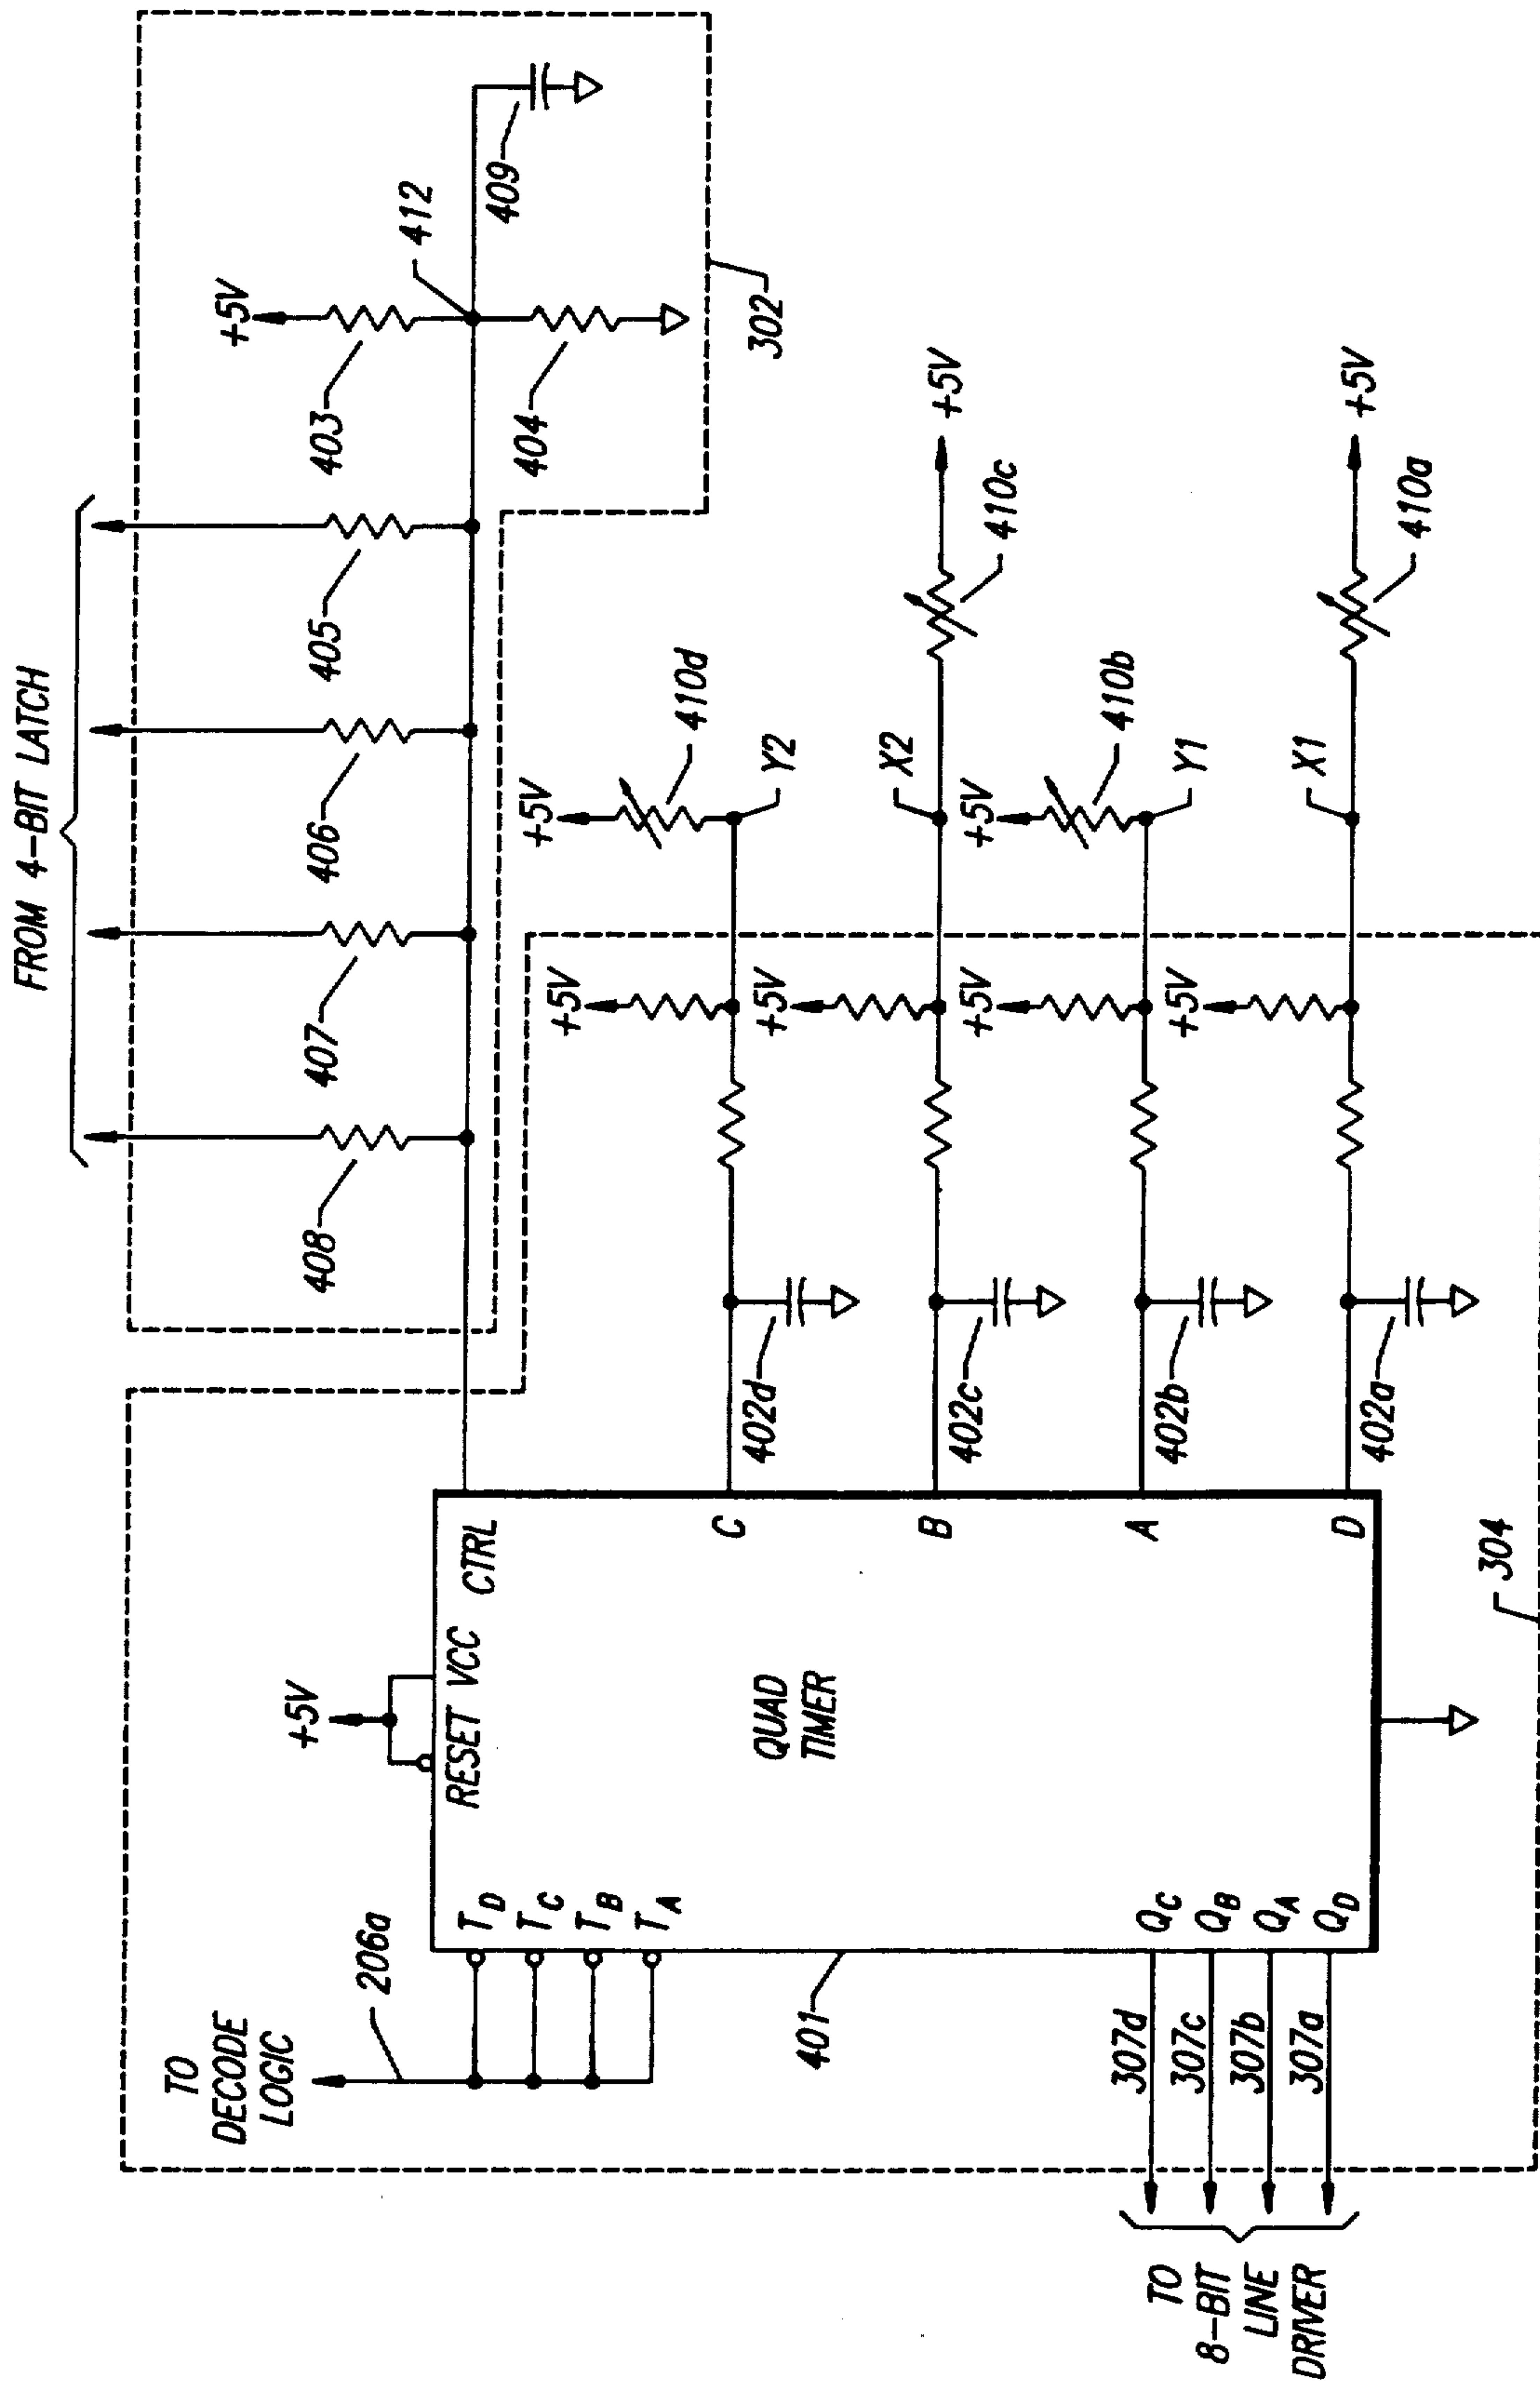 FROM 4-BIT LATCH
+5V
408
407
406
405
403
412
404
409
302
TO
DECODE
LOGIC
206a
+5V
RESET
VCC
CTRL
T_D
T_C
T_B
T_A
QUAD
TIMER
401
C
B
A
D
Q_C
Q_B
Q_A
Q_D
307d
307c
307b
307a
TO
8-BIT
LINE
DRIVER
402d
402c
402b
402a
+5V
+5V
+5V
+5V
+5V
410d
Y2
X2
410c
+5V
+5V
410b
Y1
X1
410a
+5V
304